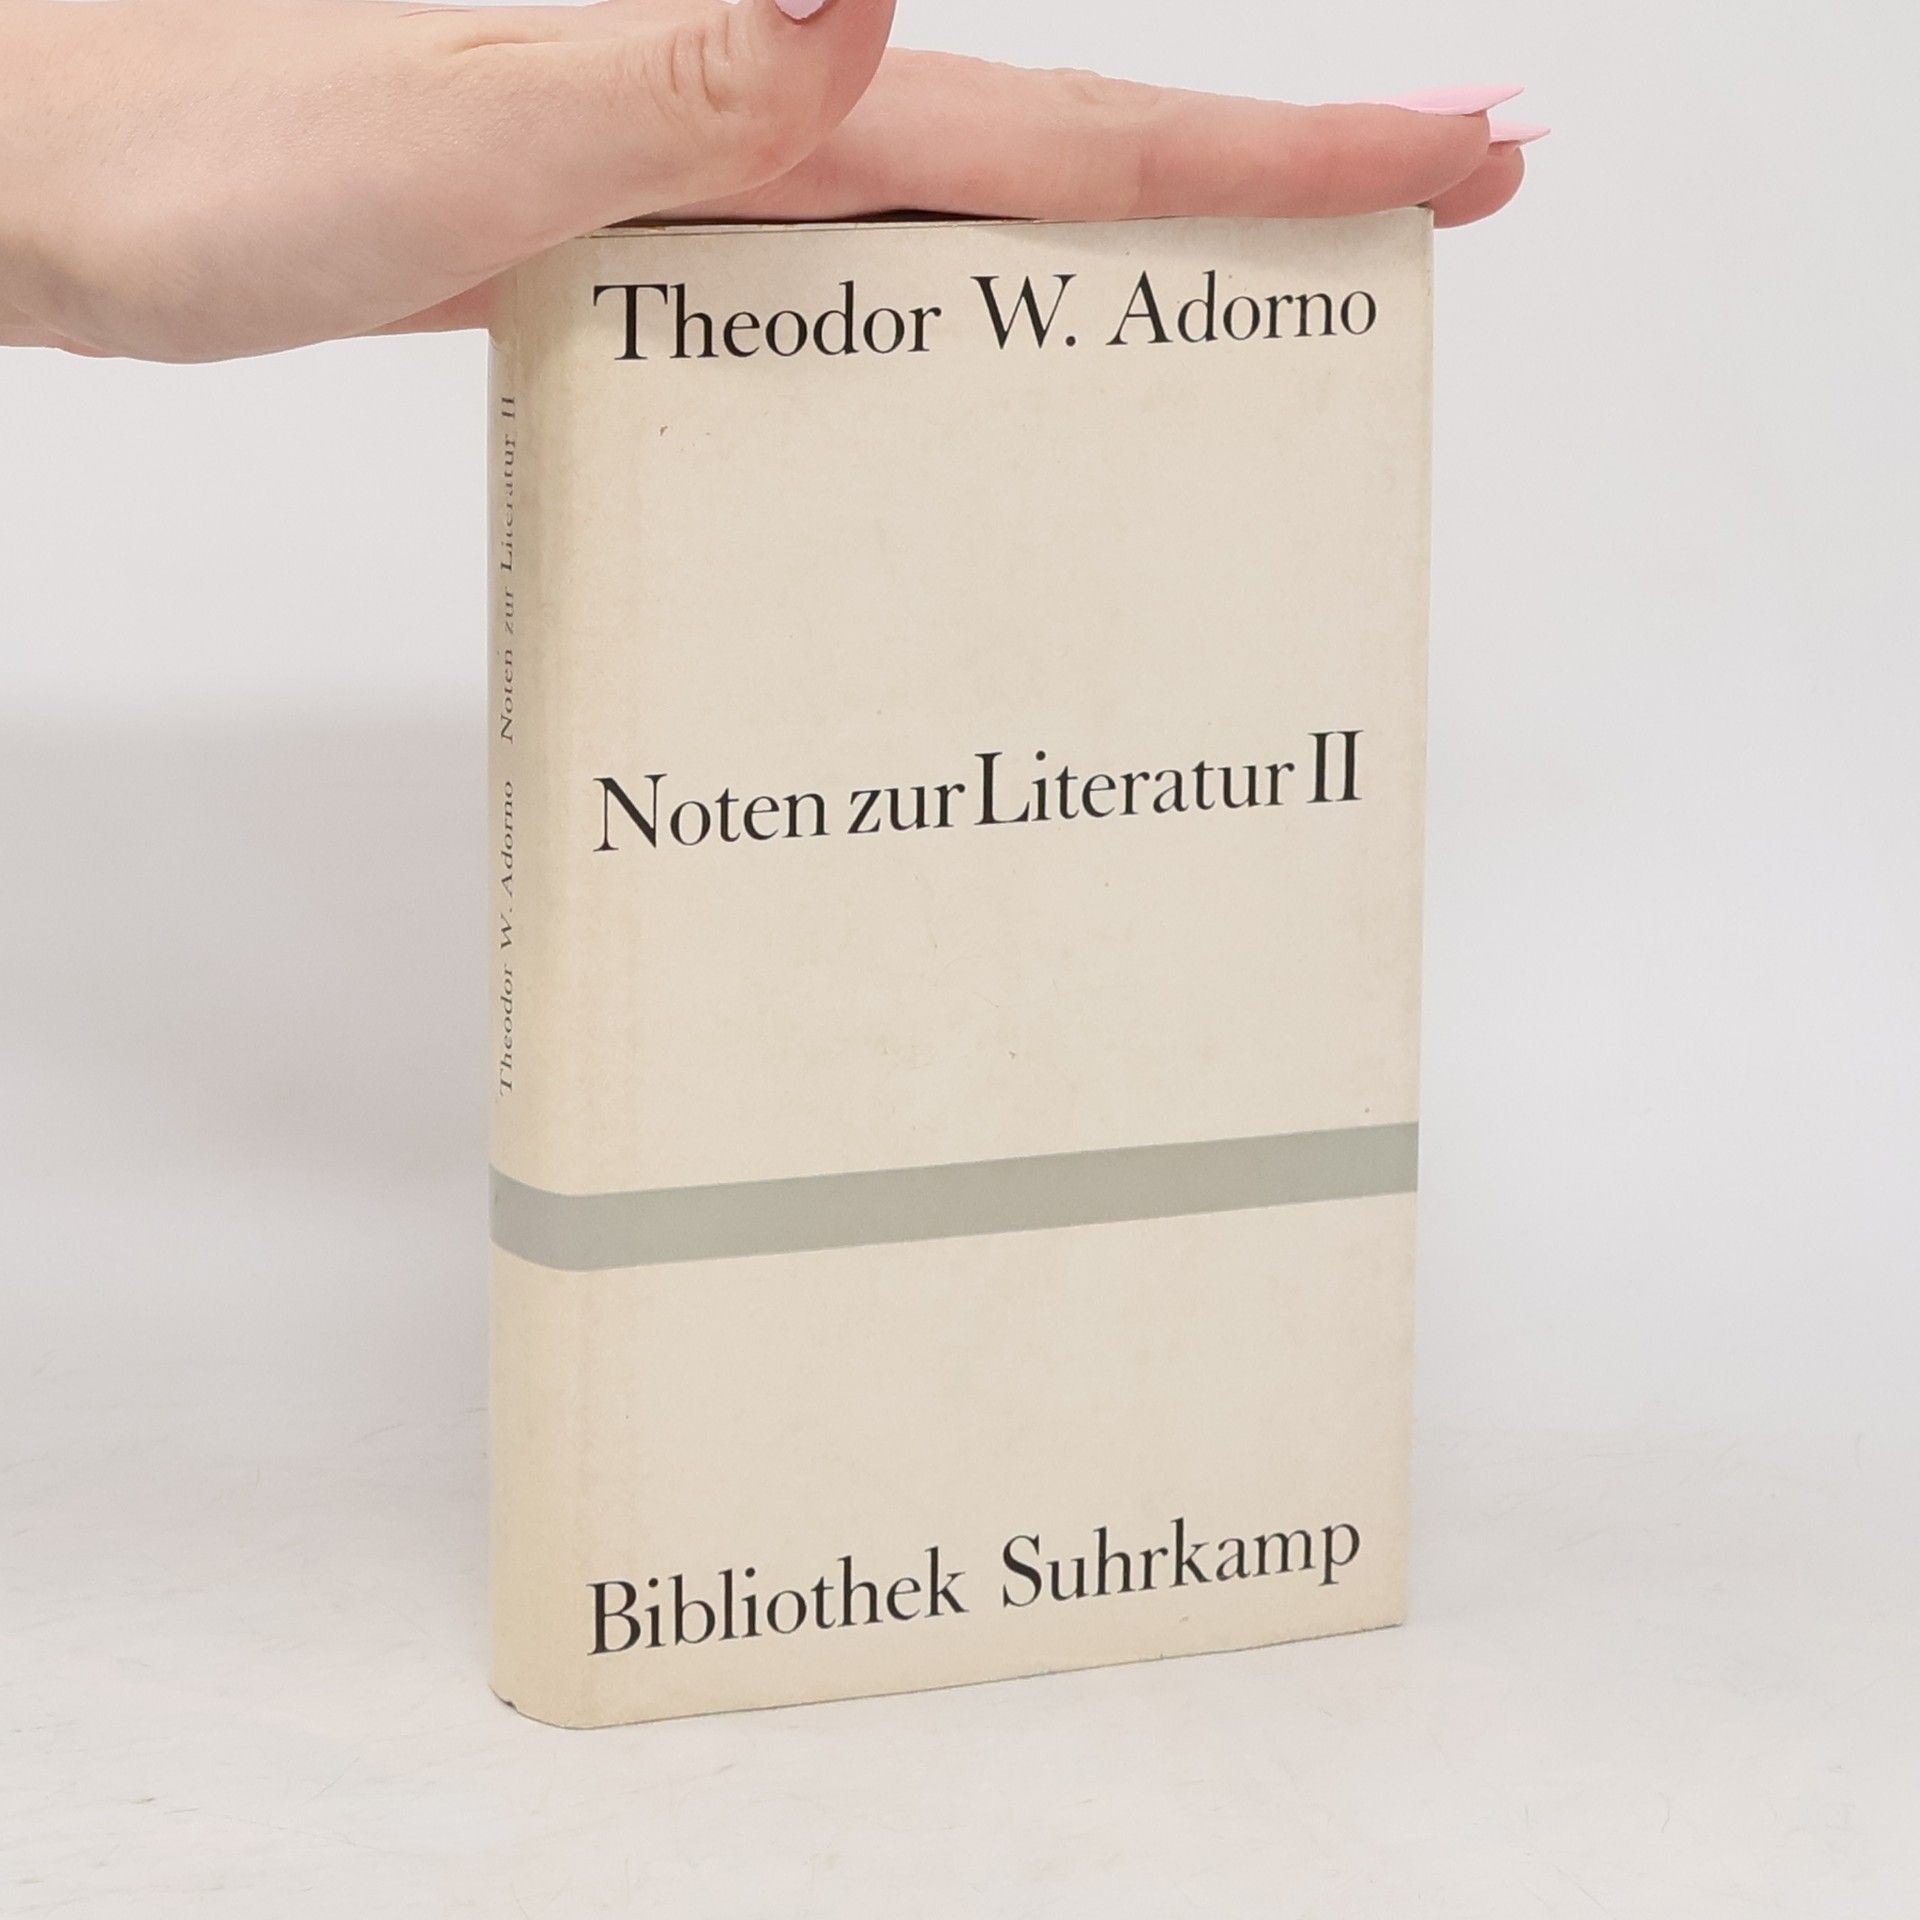 Theodor W. Adorno
Noten zur Literatur II
Bibliothek Suhrkamp
Theodor W. Adorno Noten zur Literatur II